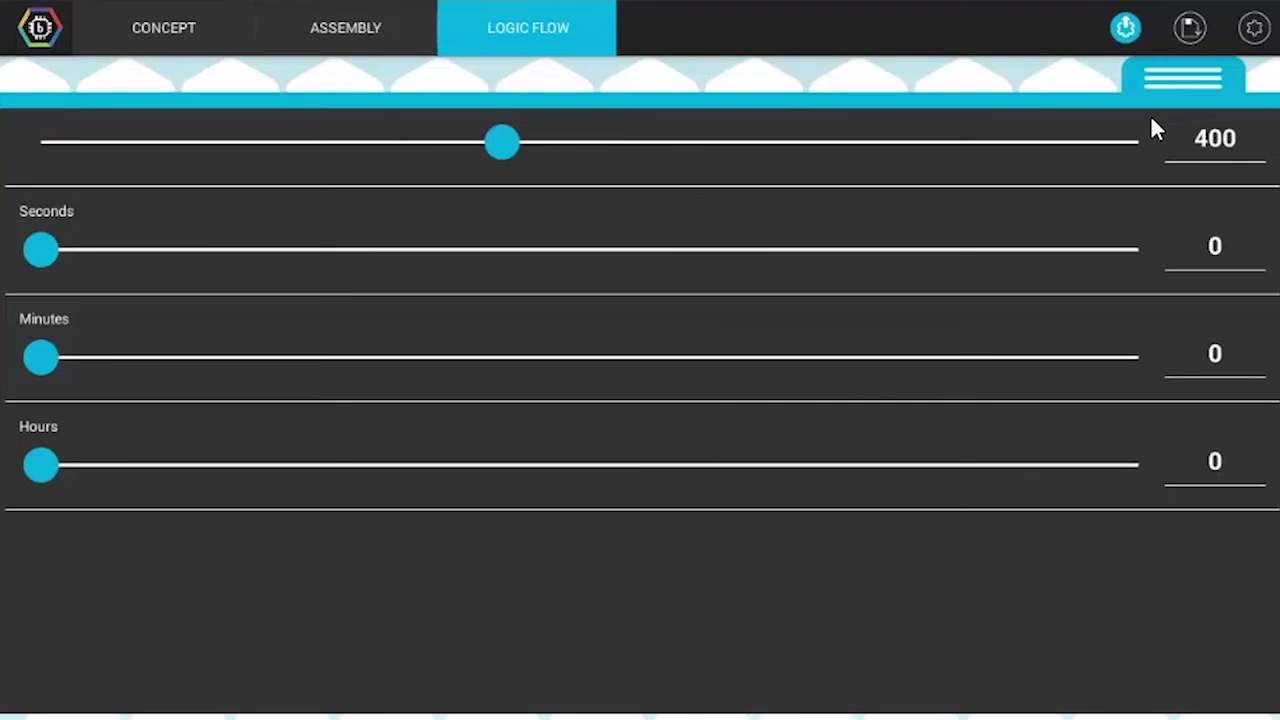 CONCEPT ASSEMBLY LOGIC FLOW
400
Seconds
0
Minutes
0
Hours
0